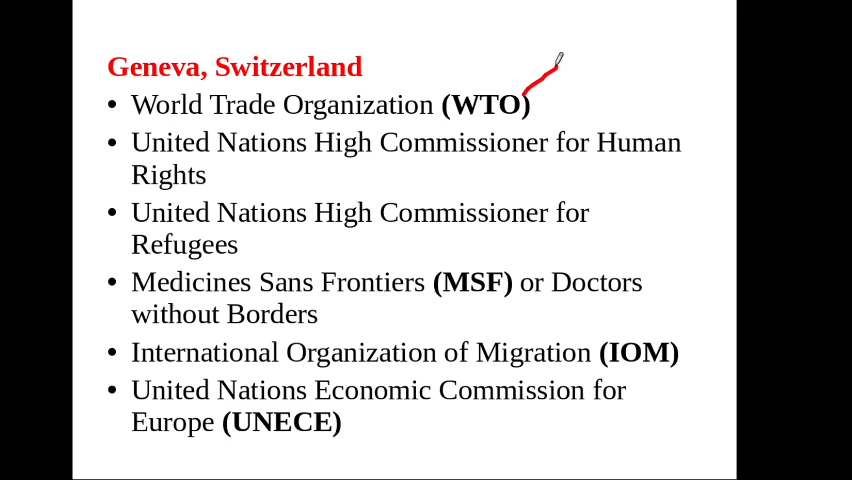 Geneva, Switzerland
• World Trade Organization (WTO)
• United Nations High Commissioner for Human
Rights
• United Nations High Commissioner for
Refugees
• Medicines Sans Frontiers (MSF) or Doctors
without Borders
• International Organization of Migration (IOM)
• United Nations Economic Commission for
Europe (UNECE)